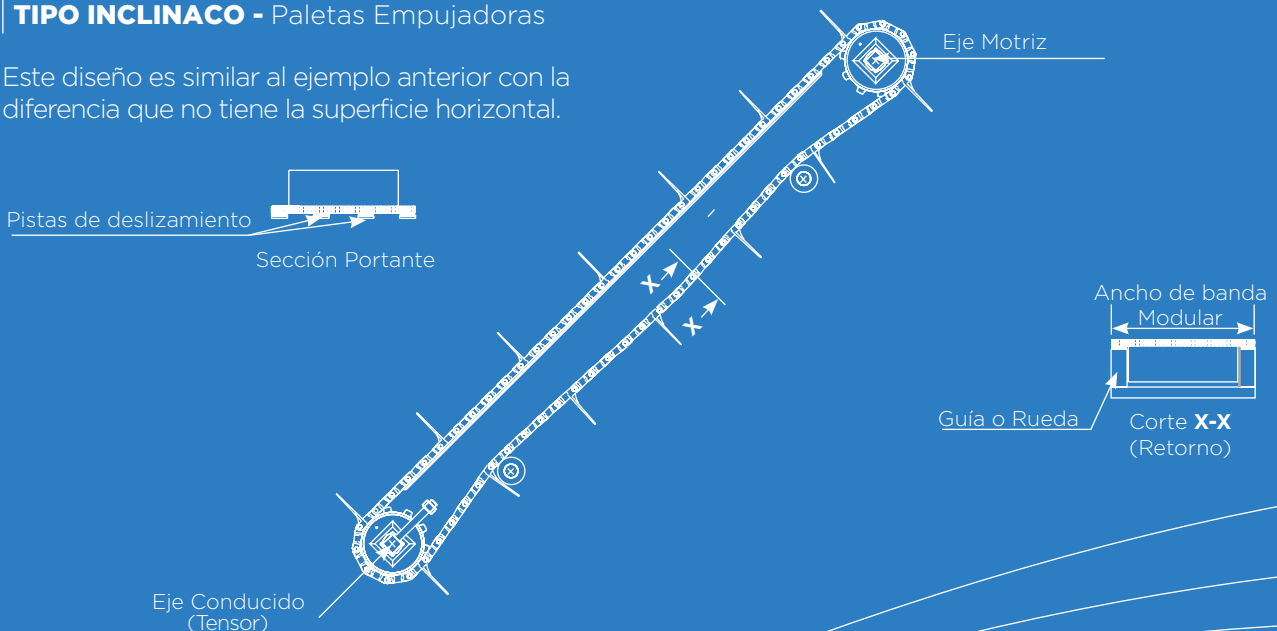 TIPO INCLINACO - Paletas Empujadoras
Este diseño es similar al ejemplo anterior con la
diferencia que no tiene la superficie horizontal.
Eje Motriz
Pistas de deslizamiento
Sección Portante
X
X
Ancho de banda
Modular
Guía o Rueda
Corte X-X
(Retorno)
Eje Conducido
(Tensor)